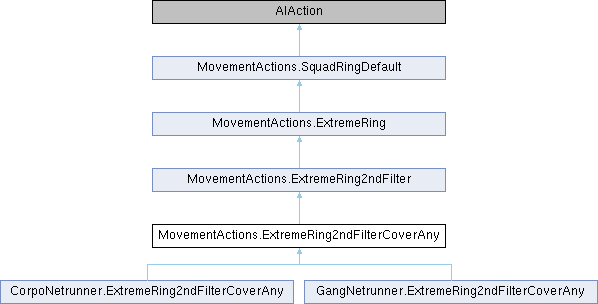 AIAction
MovementActions.SquadRingDefault
MovementActions.ExtremeRing
MovementActions.ExtremeRing2ndFilter
MovementActions.ExtremeRing2ndFilterCoverAny
CorpoNetrunner.ExtremeRing2ndFilterCoverAny
GangNetrunner.ExtremeRing2ndFilterCoverAny